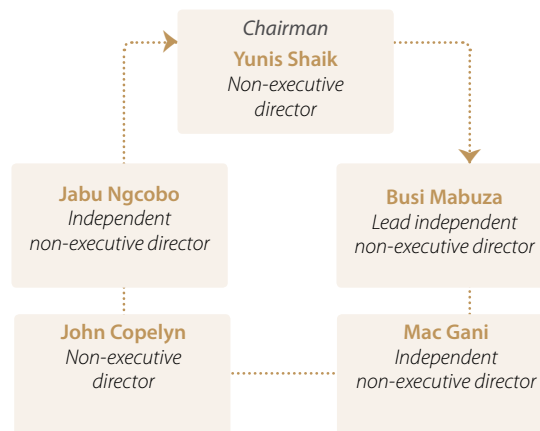 Chairman
Yunis Shaik
Non-executive
director
Jabu Ngcobo
Independent
non-executive director
Busi Mabuza
Lead independent
non-executive director
John Copelyn
Non-executive
director
Mac Gani
Independent
non-executive director